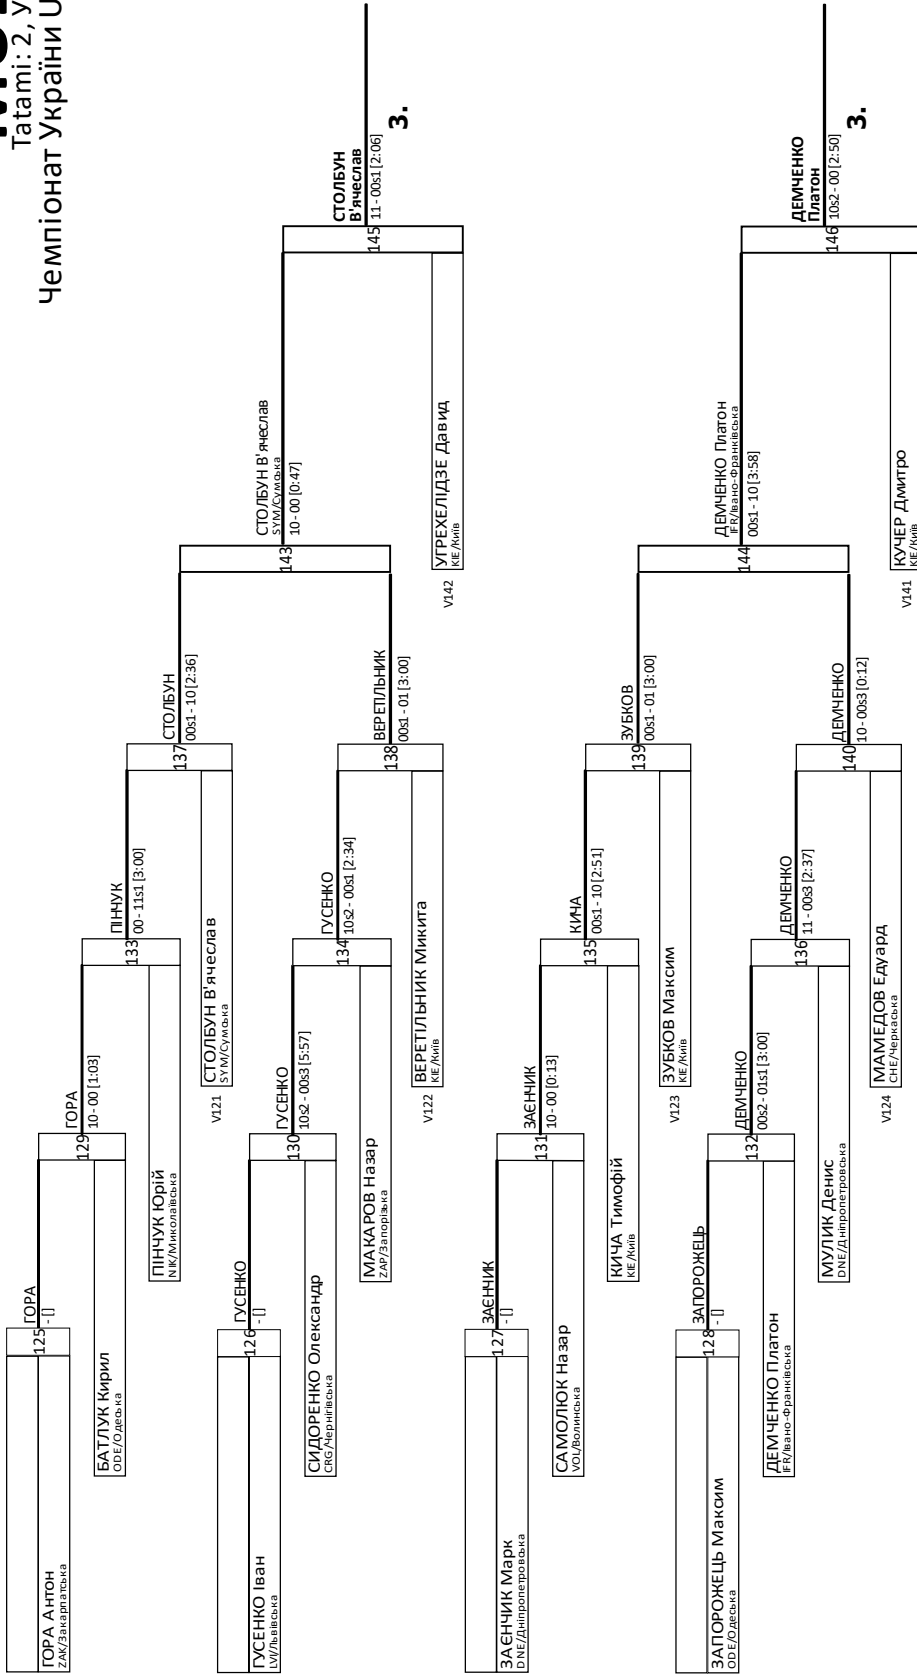 Tatami: 2, У
Чемпіонат України U
125
ГОРА
- []
ГОРА Антон
ZAK/Закарпатська
БАТЛУК Кирил
ODE/Одеська
129
ГОРА
10 - 00 [1:03]
ПІНЧУК Юрій
NIK/Миколаївська
133
ПІНЧУК
00 - 11s1 [3:00]
СТОЛБУН В'ячеслав
SYM/Сумська
V121
137
СТОЛБУН
00s1 - 10 [2:36]
126
ГУСЕНКО
- []
ГУСЕНКО Іван
LVI/Львівська
СИДОРЕНКО Олександр
CRG/Чернігівська
130
ГУСЕНКО
10s2 - 00s3 [5:57]
МАКАРОВ Назар
ZAP/Запорізька
134
ГУСЕНКО
10s2 - 00s1 [2:34]
ВЕРЕТІЛЬНИК Микита
KIE/Київ
V122
138
ВЕРЕТІЛЬНИК
00s1 - 01 [3:00]
143
СТОЛБУН В'ячеслав
SYM/Сумська
10 - 00 [0:47]
УГРЕХЕЛІДЗЕ Давид
KIE/Київ
V142
145
СТОЛБУН
В'ячеслав
11 - 00s1 [2:06]
3.
127
ЗАЄНЧИК
- []
ЗАЄНЧИК Марк
DNE/Дніпропетровська
САМОЛЮК Назар
VOL/Волинська
131
ЗАЄНЧИК
10 - 00 [0:13]
КИЧА Тимофій
KIE/Київ
135
КИЧА
00s1 - 10 [2:51]
ЗУБКОВ Максим
KIE/Київ
V123
139
ЗУБКОВ
00s1 - 01 [3:00]
128
ЗАПОРОЖЕЦЬ
- []
ЗАПОРОЖЕЦЬ Максим
ODE/Одеська
ДЕМЧЕНКО Платон
IFR/Івано-Франківська
132
ДЕМЧЕНКО
00s2 - 01s1 [3:00]
МУЛИК Денис
DNE/Дніпропетровська
136
ДЕМЧЕНКО
11 - 00s3 [2:37]
МАМЕДОВ Едуард
CHE/Черкаська
V124
140
ДЕМЧЕНКО
10 - 00s3 [0:12]
144
ДЕМЧЕНКО Платон
IFR/Івано-Франківська
00s1 - 10 [3:58]
КУЧЕР Дмитро
KIE/Київ
V141
146
ДЕМЧЕНКО
Платон
10s2 - 00 [2:50]
3.